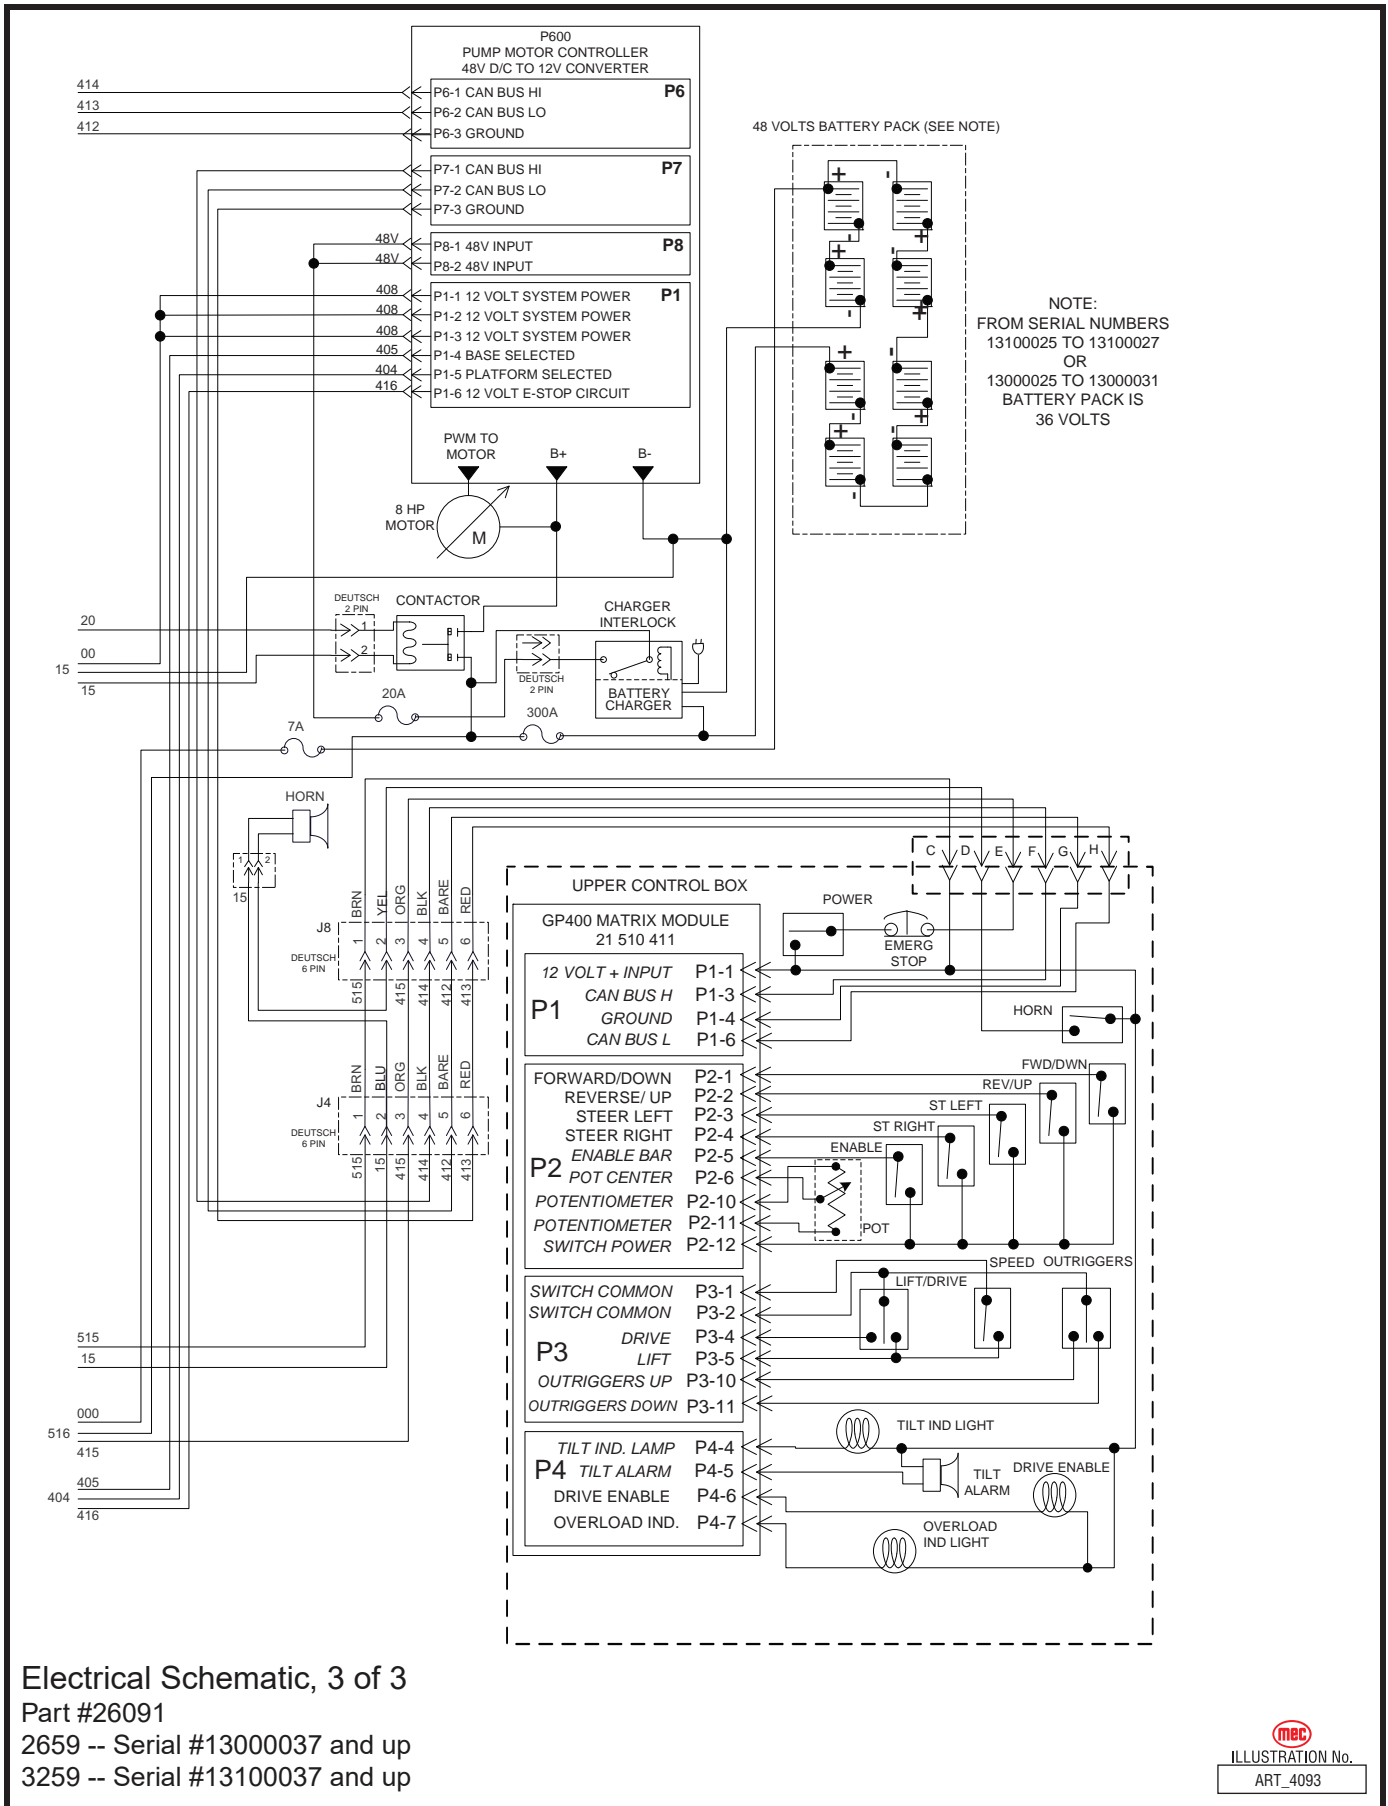 P600
PUMP MOTOR CONTROLLER
48V D/C TO 12V CONVERTER
414
413
412
P6-1 CAN BUS HI
P6
P6-2 CAN BUS LO
P6-3 GROUND
P7-1 CAN BUS HI
P7
P7-2 CAN BUS LO
P7-3 GROUND
48V
P8-1 48V INPUT
P8
48V
P8-2 48V INPUT
408
P1-1 12 VOLT SYSTEM POWER
P1
408
P1-2 12 VOLT SYSTEM POWER
408
P1-3 12 VOLT SYSTEM POWER
405
P1-4 BASE SELECTED
404
P1-5 PLATFORM SELECTED
416
P1-6 12 VOLT E-STOP CIRCUIT
PWM TO
MOTOR
B+
B-
8 HP
MOTOR
M
48 VOLTS BATTERY PACK (SEE NOTE)
+ -
- +
+ -
- +
+ -
- +
+ -
-
NOTE:
FROM SERIAL NUMBERS
13100025 TO 13100027
OR
13000025 TO 13000031
BATTERY PACK IS
36 VOLTS
20
00
15
15
DEUTSCH
2 PIN
1
2
CONTACTOR
DEUTSCH
2 PIN
CHARGER
INTERLOCK
BATTERY
CHARGER
20A
300A
7A
HORN
1 2
15
BRN YEL ORG BLK BARE RED
J8
DEUTSCH
6 PIN
1 2 3 4 5 6
515 415 414 412 413
BRN BLU ORG BLK BARE RED
J4
DEUTSCH
6 PIN
1 2 3 4 5 6
515 15 415 414 412 413
515
15
000
516
415
405
404
416
C D E F G H
UPPER CONTROL BOX
GP400 MATRIX MODULE
21 510 411
POWER
EMERG
STOP
P1
12 VOLT + INPUT P1-1
CAN BUS H P1-3
GROUND P1-4
CAN BUS L P1-6
HORN
P2
FORWARD/DOWN P2-1
REVERSE/ UP P2-2
STEER LEFT P2-3
STEER RIGHT P2-4
ENABLE BAR P2-5
POT CENTER P2-6
POTENTIOMETER P2-10
POTENTIOMETER P2-11
SWITCH POWER P2-12
FWD/DWN
REV/UP
ST LEFT
ST RIGHT
ENABLE
POT
P3
SWITCH COMMON P3-1
SWITCH COMMON P3-2
DRIVE P3-4
LIFT P3-5
OUTRIGGERS UP P3-10
OUTRIGGERS DOWN P3-11
LIFT/DRIVE
SPEED
OUTRIGGERS
P4
TILT IND. LAMP P4-4
TILT ALARM P4-5
DRIVE ENABLE P4-6
OVERLOAD IND. P4-7
TILT IND LIGHT
TILT
ALARM
DRIVE ENABLE
OVERLOAD
IND LIGHT
Electrical Schematic, 3 of 3
Part #26091
2659 -- Serial #13000037 and up
3259 -- Serial #13100037 and up
mec
ILLUSTRATION No.
ART_4093